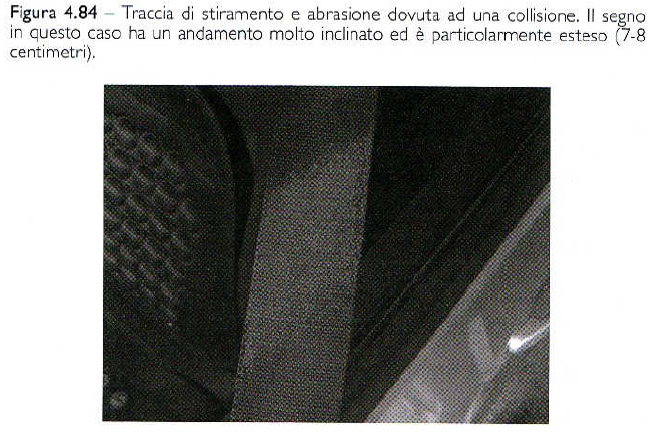 Figura 4.84 – Traccia di stiramento e abrasione dovuta ad una collisione. Il segno
in questo caso ha un andamento molto inclinato ed è particolarmente esteso (7-8
centimetri).